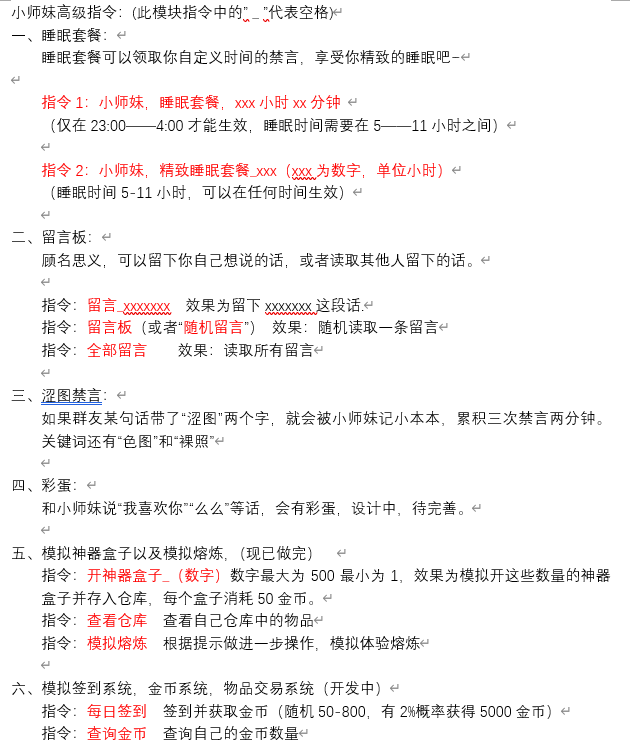 小师妹高级指令：(此模块指令中的”_”代表空格)
一、睡眠套餐：
睡眠套餐可以领取你自定义时间的禁言，享受你精致的睡眠吧~
指令 1：小师妹，睡眠套餐，xxx 小时 xx 分钟
（仅在 23:00——4:00 才能生效，睡眠时间需要在 5——11 小时之间）
指令 2：小师妹，精致睡眠套餐_xxx（xxx 为数字，单位小时）
（睡眠时间 5-11 小时，可以在任何时间生效）
二、留言板：
顾名思义，可以留下你自己想说的话，或者读取其他人留下的话。
指令：留言_xxxxxxx 效果为留下 xxxxxxx 这段话.
指令：留言板（或者“随机留言”） 效果：随机读取一条留言
指令：全部留言 效果：读取所有留言
三、涩图禁言：
如果群友某句话带了“涩图”两个字，就会被小师妹记小本本，累积三次禁言两分钟。
关键词还有“色图”和“裸照”
四、彩蛋：
和小师妹说“我喜欢你”“么么”等话，会有彩蛋，设计中，待完善。
五、模拟神器盒子以及模拟熔炼，（现已做完）
指令：开神器盒子_（数字）数字最大为 500 最小为 1，效果为模拟开这些数量的神器
盒子并存入仓库，每个盒子消耗 50 金币。
指令：查看仓库 查看自己仓库中的物品
指令：模拟熔炼 根据提示做进一步操作，模拟体验熔炼
六、模拟签到系统，金币系统，物品交易系统（开发中）
指令：每日签到 签到并获取金币（随机 50-800，有 2%概率获得 5000 金币）
指令：查询金币 查询自己的金币数量